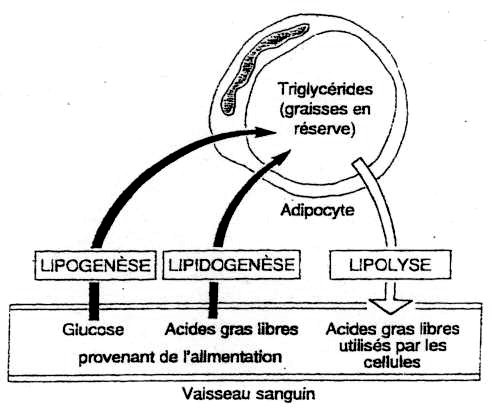 Triglycérides
(graisses en
réserve)
Adipocyte
LIPOGENÈSE
LIPIDOGENÈSE
LIPOLYSE
Glucose
Acides gras libres
provenant de l'alimentation
Acides gras libres
utilisés par les
cellules
Vaisseau sanguin